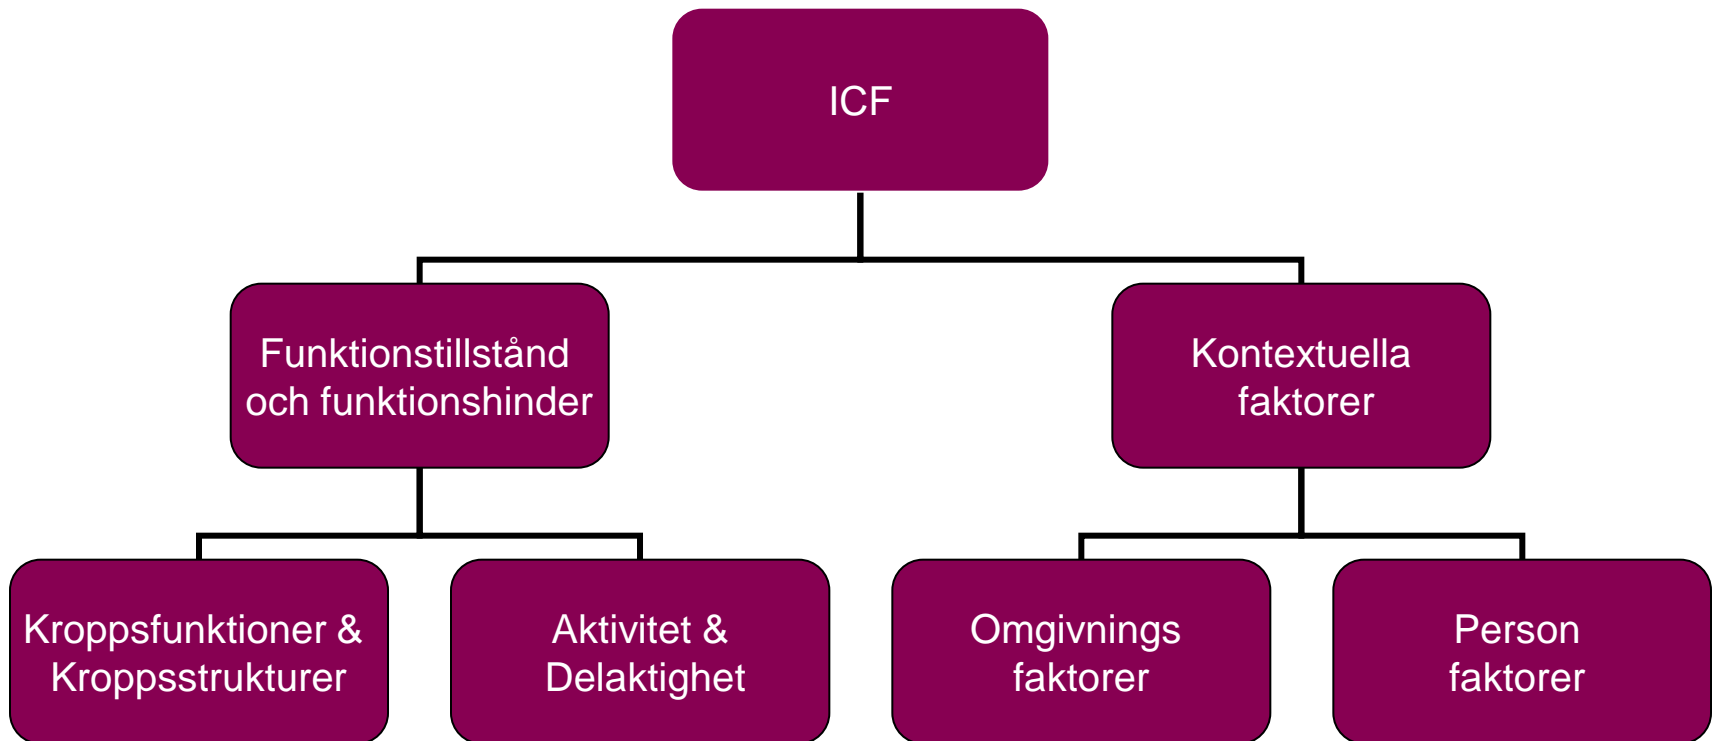 ICF
Funktionstillstånd
och funktionshinder
Kontextuella
faktorer
Kroppsfunktioner &
Kroppsstrukturer
Aktivitet &
Delaktighet
Omgivnings
faktorer
Person
faktorer